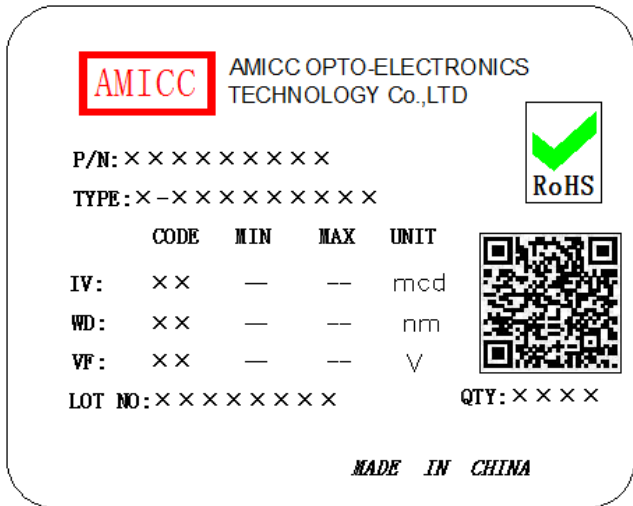 AMICC
AMICC OPTO-ELECTRONICS
TECHNOLOGY Co.,LTD
RoHS
P/N:×××××××××
TYPE:×-×××××××××
CODE MIN MAX UNIT
IV: ×× — -- mcd
WD: ×× — -- nm
VF: ×× — -- V
LOT NO:××××××××
QTY:××××
MADE IN CHINA